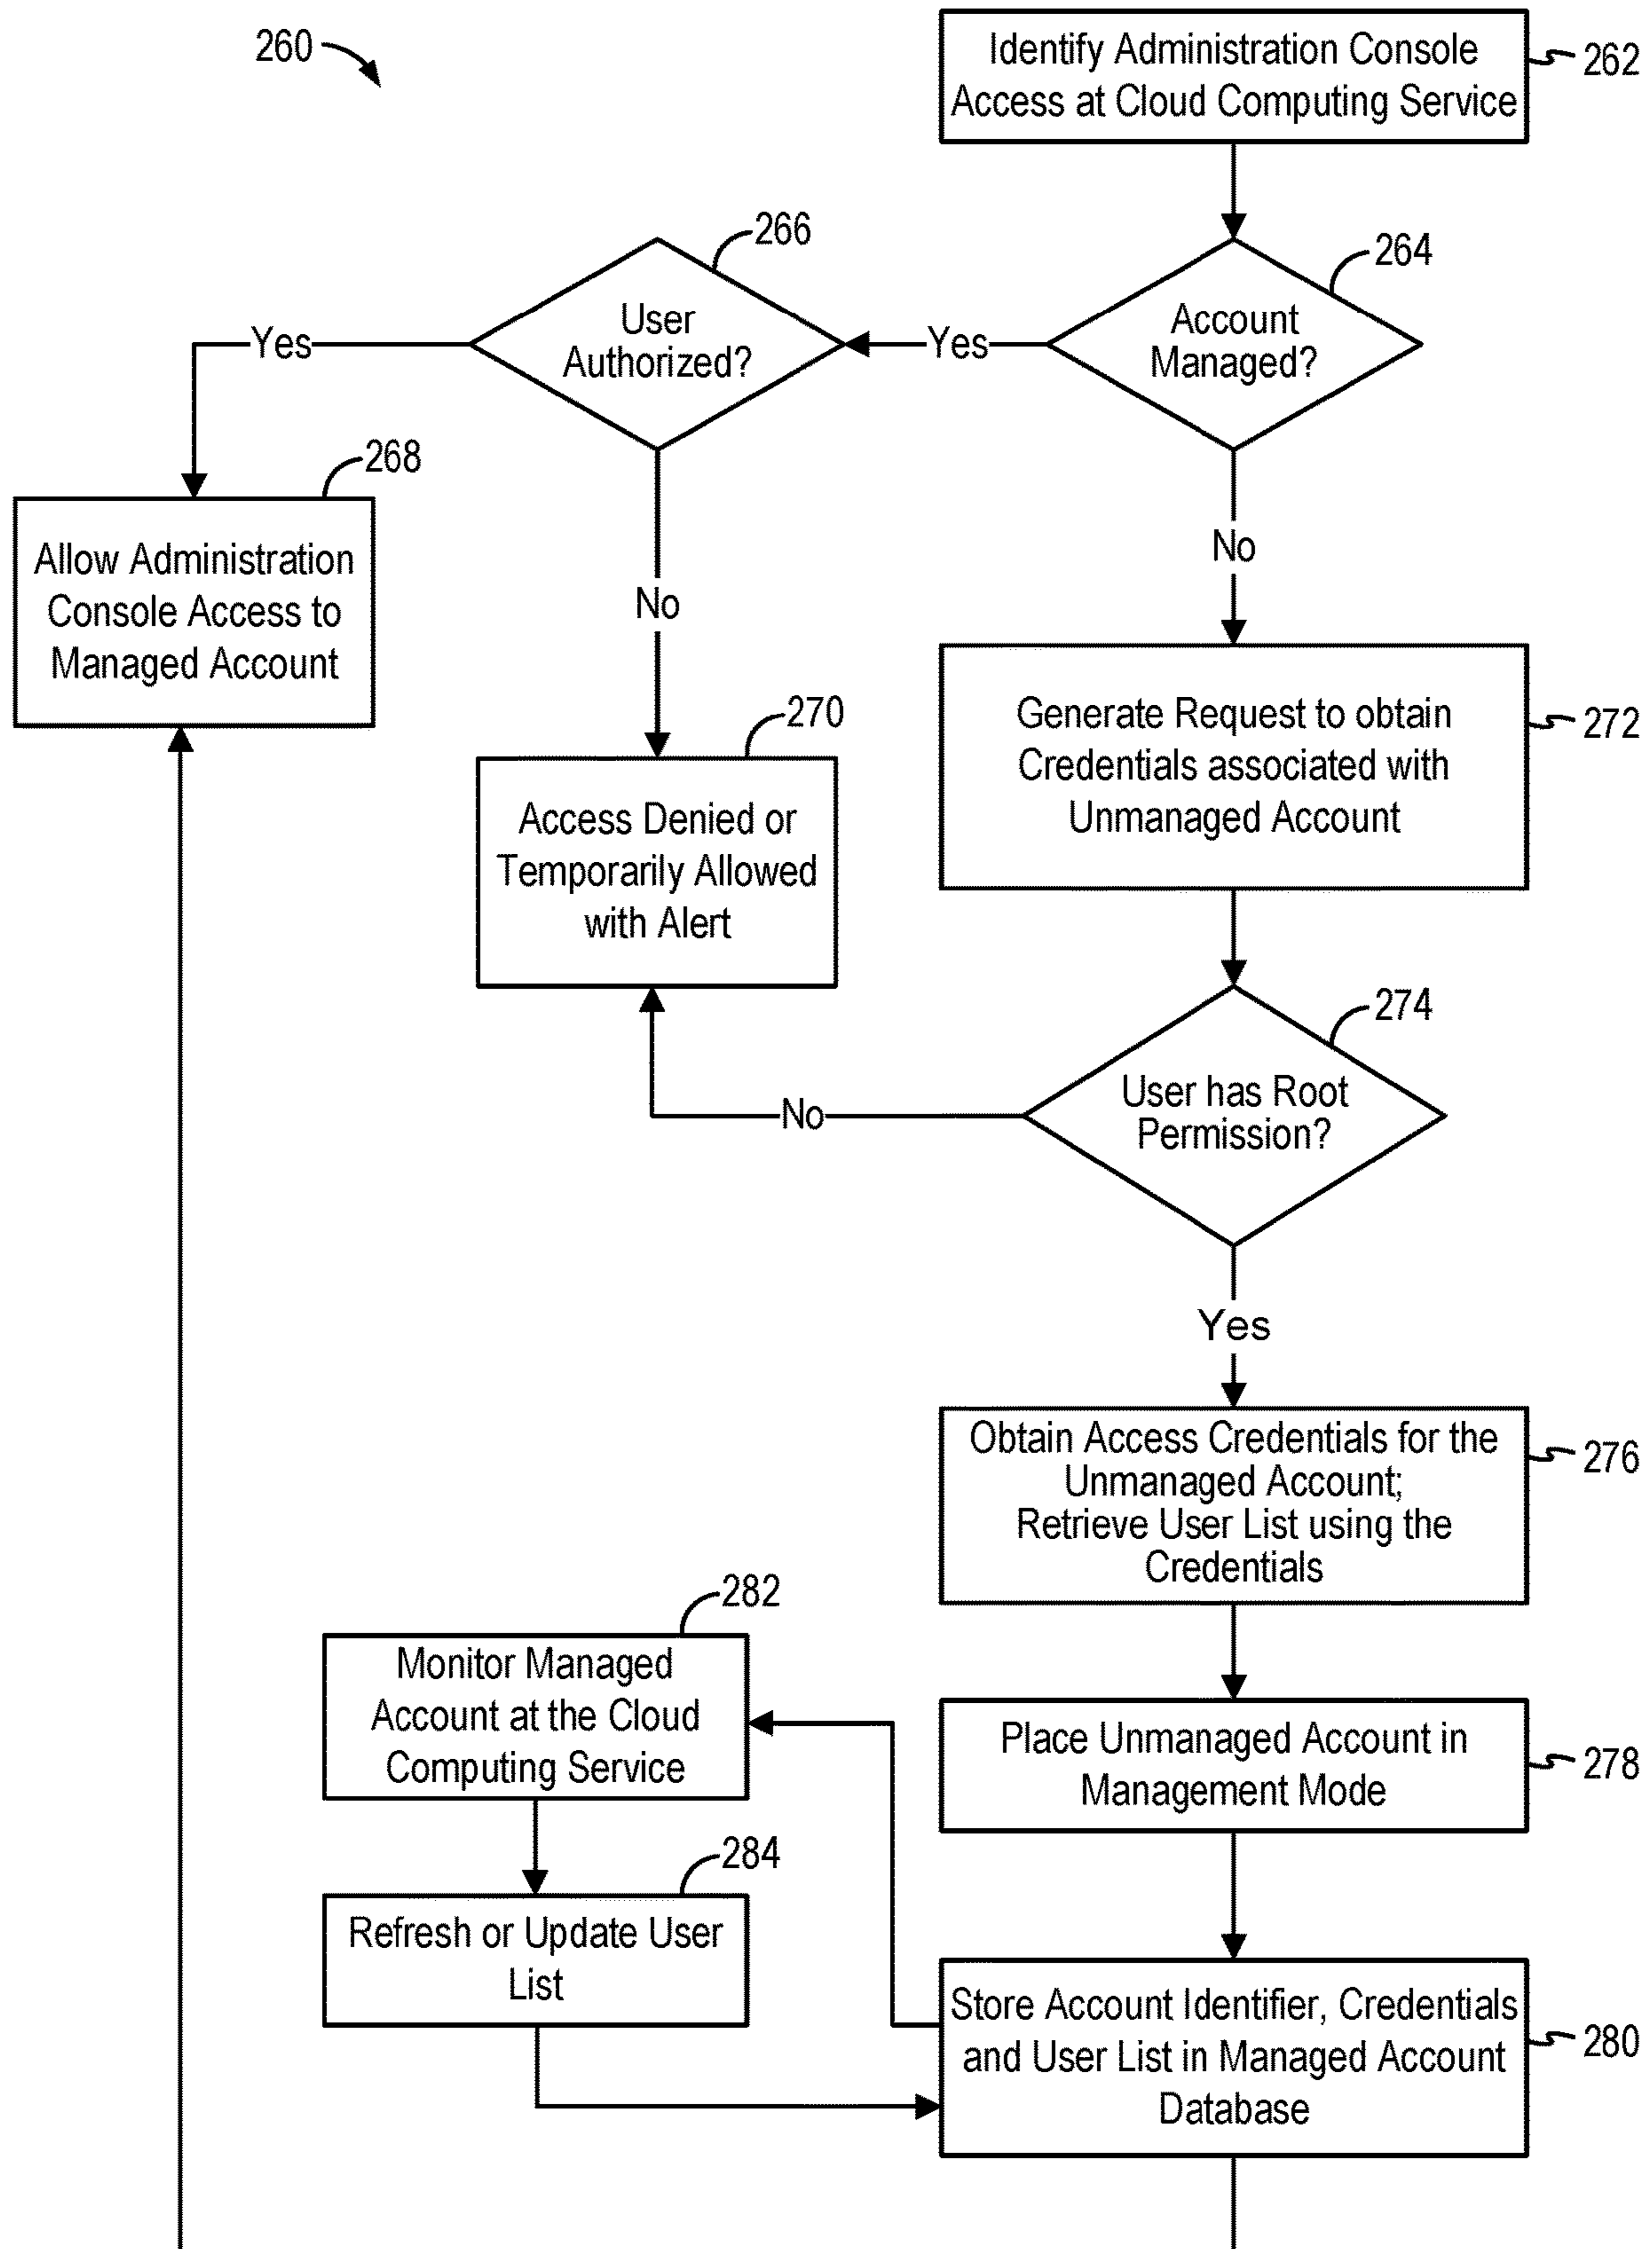 260
Identify Administration Console
Access at Cloud Computing Service
262
266
264
User
Authorized?
Yes
Account
Managed?
Yes
268
No
No
Allow Administration
Console Access to
Managed Account
270
Generate Request to obtain
Credentials associated with
Unmanaged Account
272
Access Denied or
Temporarily Allowed
with Alert
274
User has Root
Permission?
No
Yes
Obtain Access Credentials for the
Unmanaged Account;
Retrieve User List using the
Credentials
276
282
Monitor Managed
Account at the Cloud
Computing Service
Place Unmanaged Account in
Management Mode
278
284
Refresh or Update User
List
Store Account Identifier, Credentials
and User List in Managed Account
Database
280